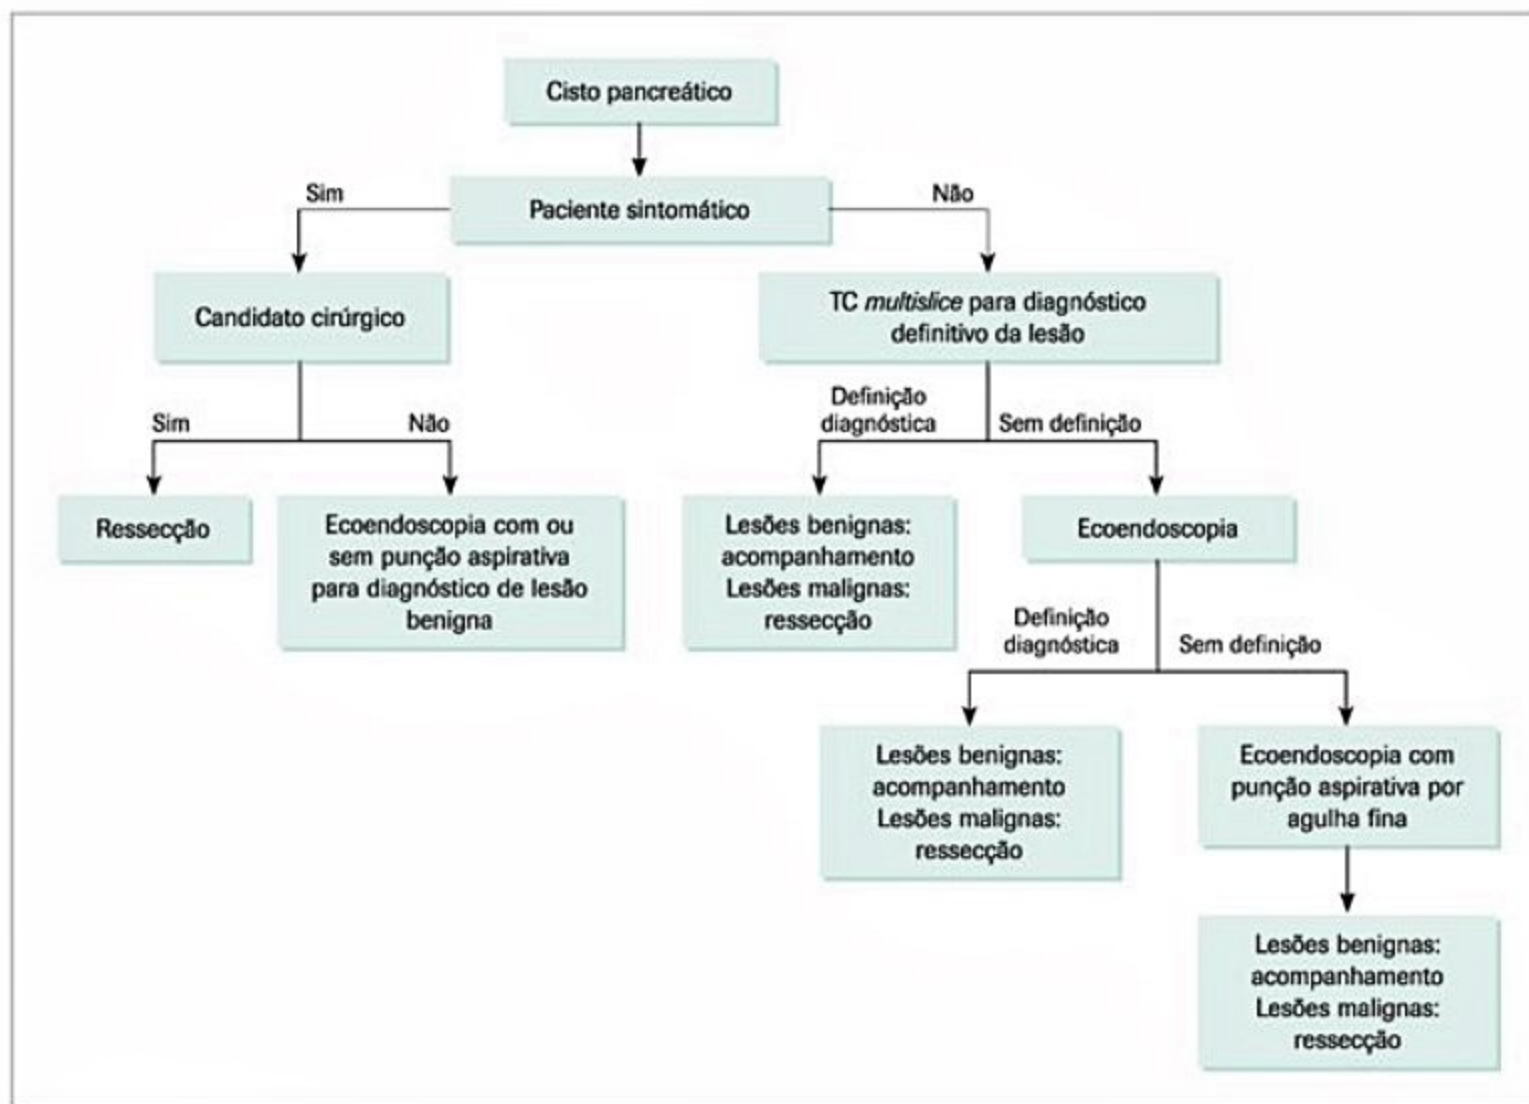 Cisto pancreático
Sim
Paciente sintomático
Não
Candidato cirúrgico
TC multislice para diagnóstico
definitivo da lesão
Sim
Não
Definição
diagnóstica
Sem definição
Ressecção
Ecoendoscopia com ou
sem punção aspirativa
para diagnóstico de lesão
benigna
Lesões benignas:
acompanhamento
Lesões malignas:
ressecção
Ecoendoscopia
Definição
diagnóstica
Sem definição
Lesões benignas:
acompanhamento
Lesões malignas:
ressecção
Ecoendoscopia com
punção aspirativa por
agulha fina
Lesões benignas:
acompanhamento
Lesões malignas:
ressecção